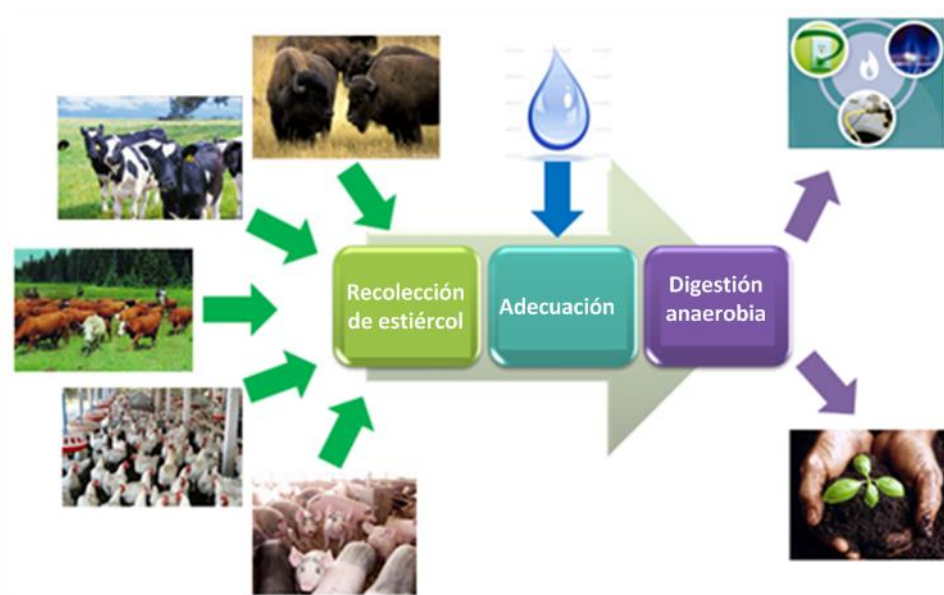 Recolección
de estiércol
Adecuación
Digestión
anaerobia